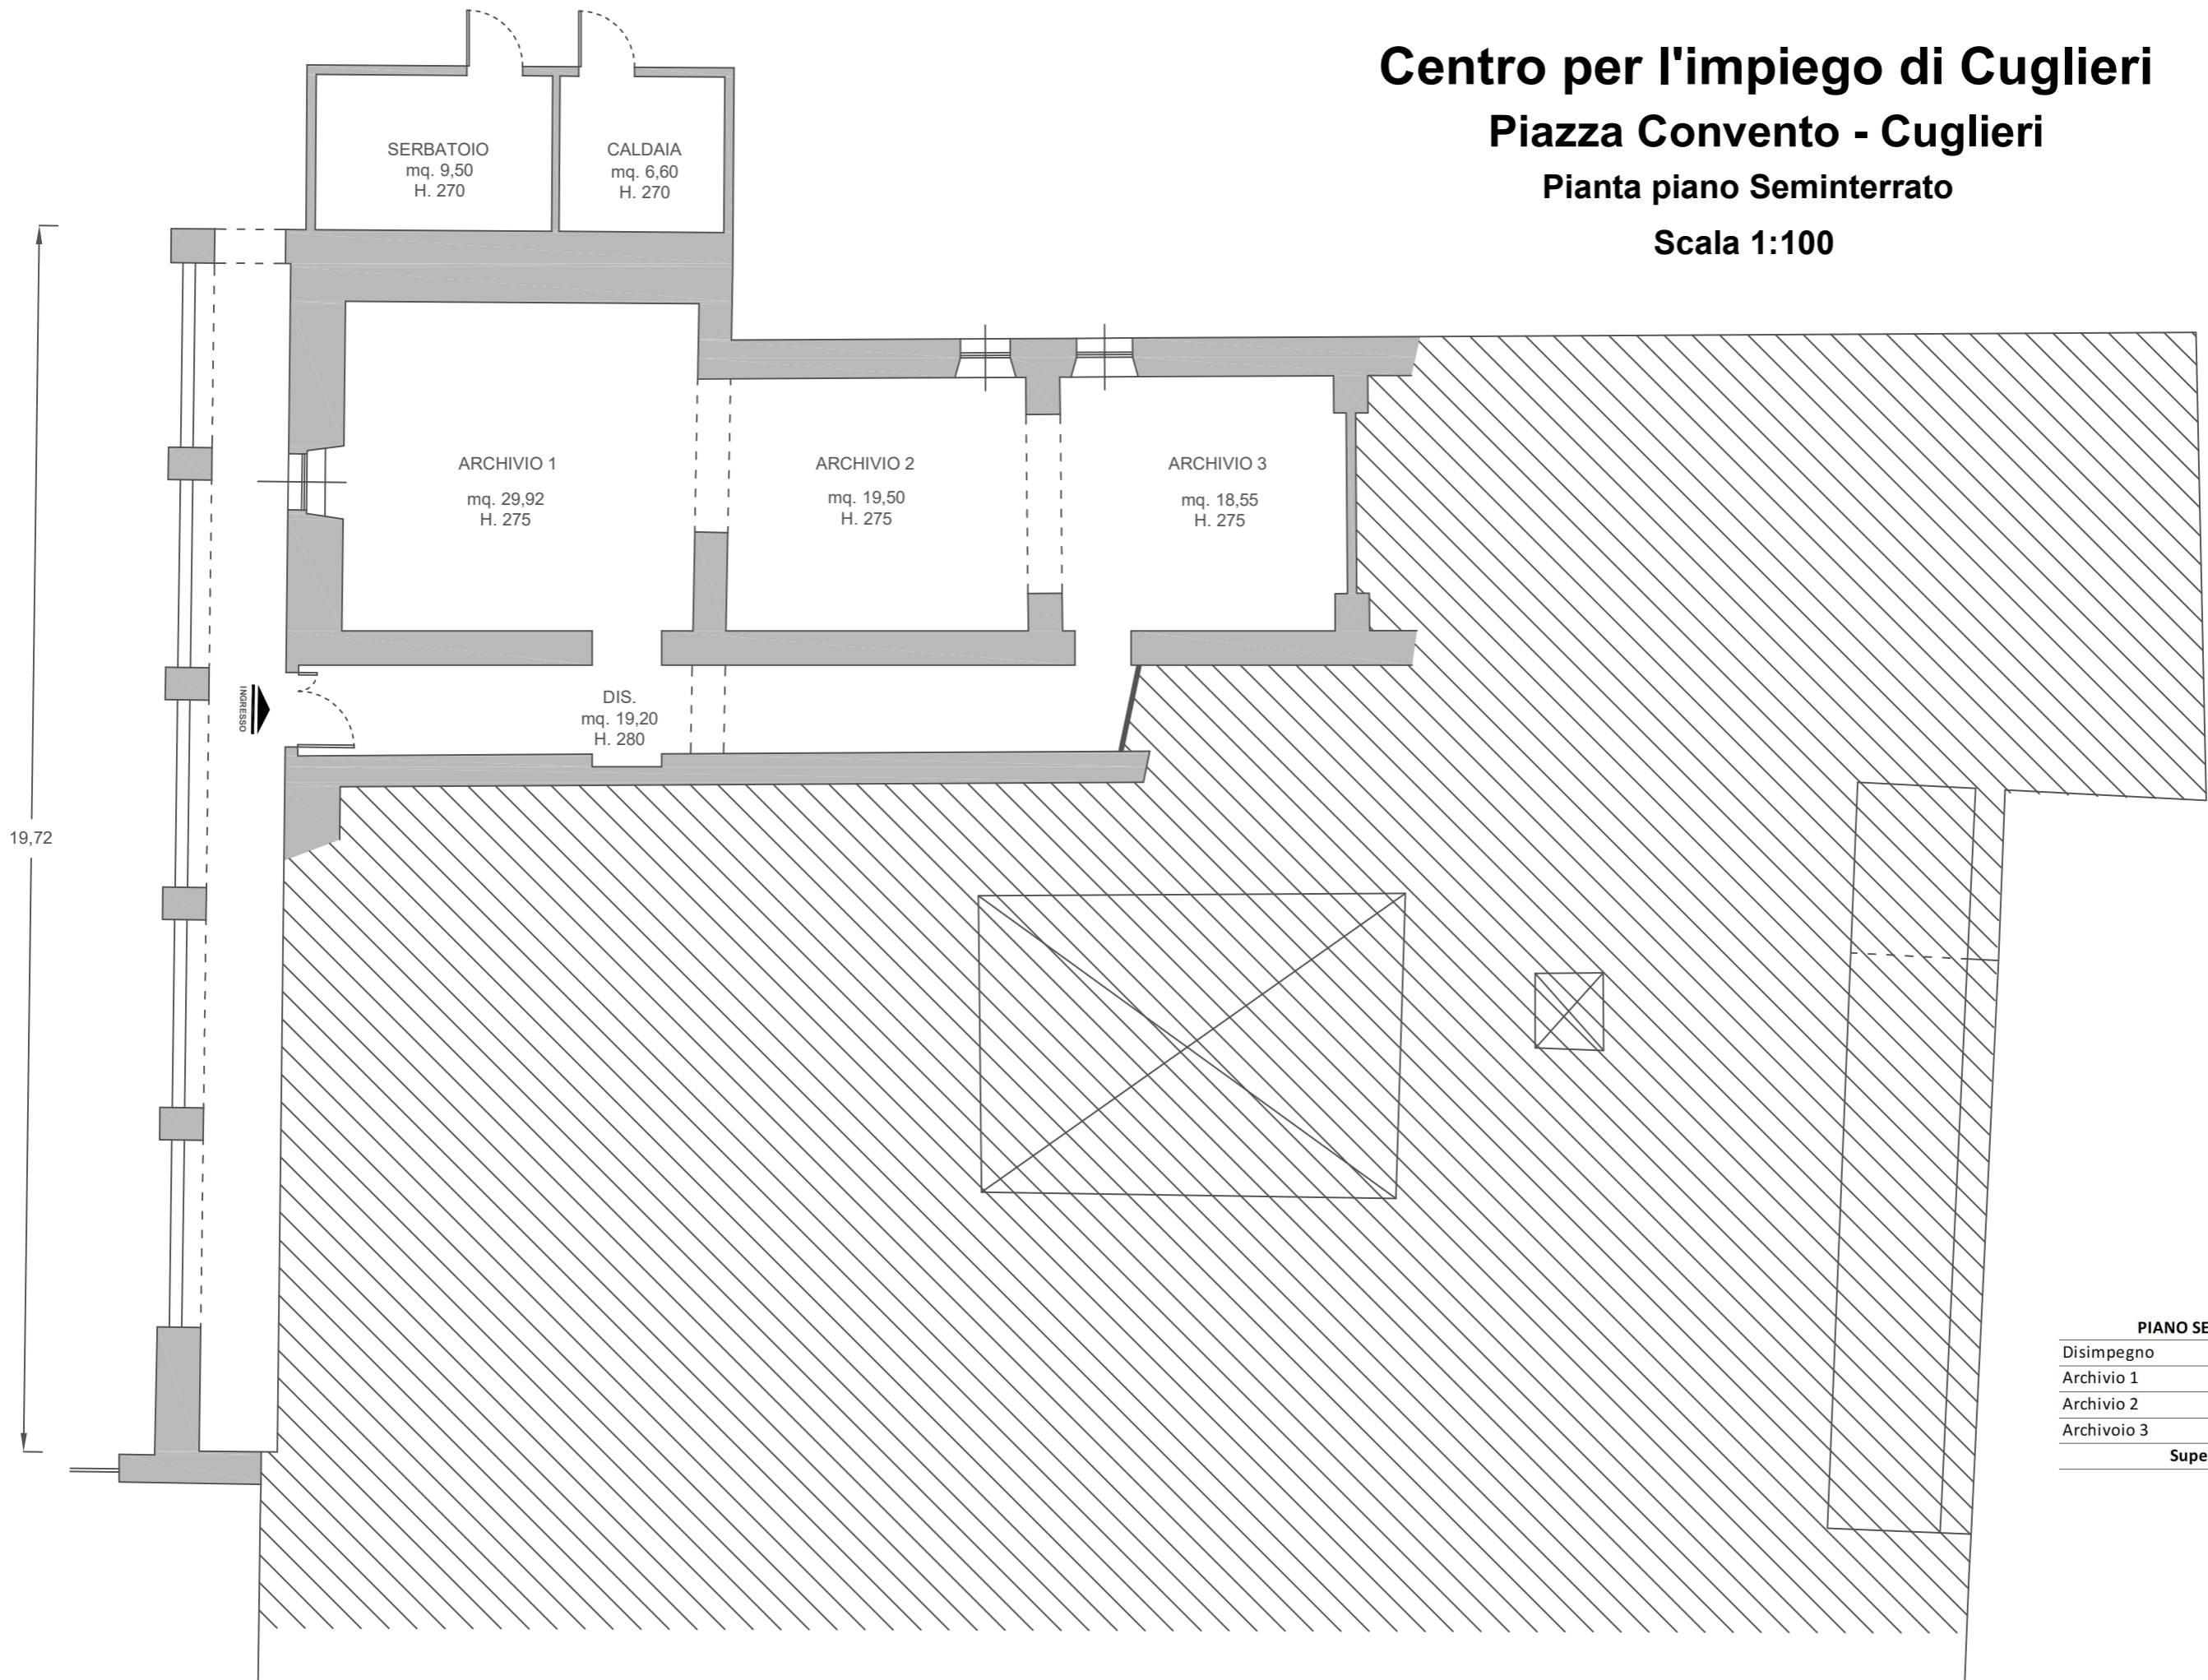 Centro per l'impiego di Cuglieri
Piazza Convento - Cuglieri
Pianta piano Seminterrato
Scala 1:100
SERBATOIO
mq. 9,50
H. 270
CALDAIA
mq. 6,60
H. 270
ARCHIVIO 1
mq. 29,92
H. 275
ARCHIVIO 2
mq. 19,50
H. 275
ARCHIVIO 3
mq. 18,55
H. 275
INGRESSO
DIS.
mq. 19,20
H. 280
19,72
PIANO SE
Disimpegno
Archivio 1
Archivio 2
Archivoio 3
Supe